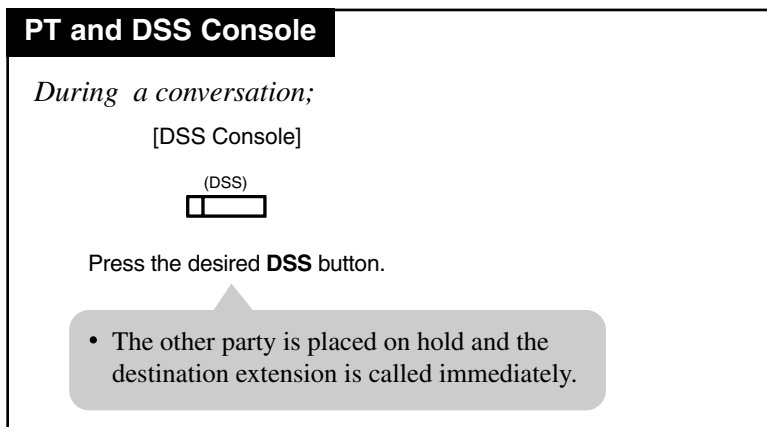 PT and DSS Console
During a conversation;
[DSS Console]
(DSS)
Press the desired DSS button.
• The other party is placed on hold and the
destination extension is called immediately.